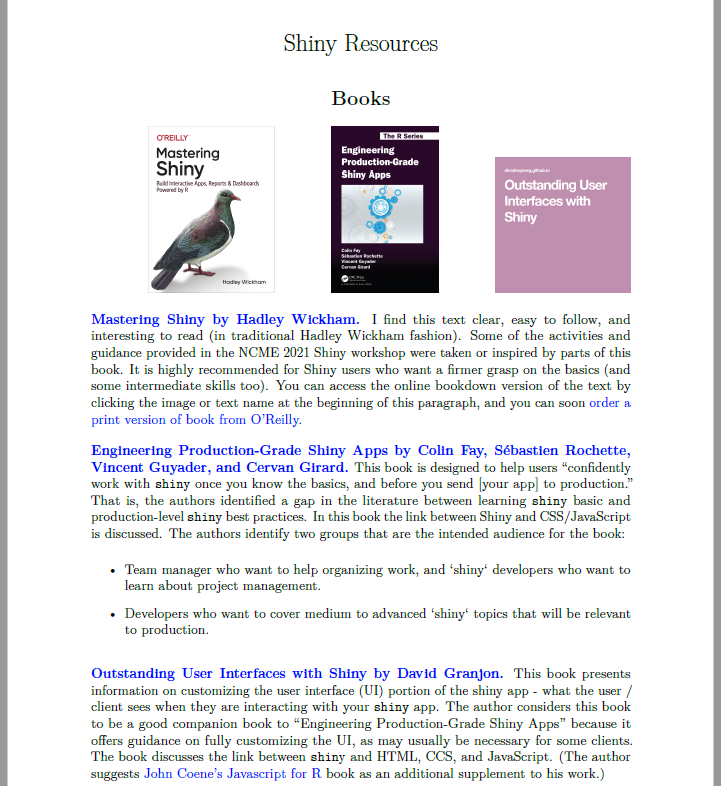 Shiny Resources
Books
O'REILLY
Mastering
Shiny
Build Interactive Apps, Reports & Dashboards
Powered by R
Hadley Wickham
The R Series
Engineering
Production-Grade
Shiny Apps
Colin Fay
Sébastien Rochette
Vincent Guyader
Cervan Girard
CRC Press
Outstanding User
Interfaces with
Shiny
Mastering Shiny by Hadley Wickham. I find this text clear, easy to follow, and
interesting to read (in traditional Hadley Wickham fashion). Some of the activities and
guidance provided in the NCME 2021 Shiny workshop were taken or inspired by parts of this
book. It is highly recommended for Shiny users who want a firmer grasp on the basics (and
some intermediate skills too). You can access the online bookdown version of the text by
clicking the image or text name at the beginning of this paragraph, and you can soon order a
print version of book from O'Reilly.
Engineering Production-Grade Shiny Apps by Colin Fay, Sébastien Rochette,
Vincent Guyader, and Cervan Girard. This book is designed to help users “confidently
work with shiny once you know the basics, and before you send [your app] to production.”
That is, the authors identified a gap in the literature between learning shiny basic and
production-level shiny best practices. In this book the link between Shiny and CSS/JavaScript
is discussed. The authors identify two groups that are the intended audience for the book:
• Team manager who want to help organizing work, and ‘shiny‘ developers who want to
learn about project management.
• Developers who want to cover medium to advanced ‘shiny‘ topics that will be relevant
to production.
Outstanding User Interfaces with Shiny by David Granjon. This book presents
information on customizing the user interface (UI) portion of the shiny app - what the user /
client sees when they are interacting with your shiny app. The author considers this book
to be a good companion book to “Engineering Production-Grade Shiny Apps” because it
offers guidance on fully customizing the UI, as may usually be necessary for some clients.
The book discusses the link between shiny and HTML, CCS, and JavaScript. (The author
suggests John Coene's Javascript for R book as an additional supplement to his work.)